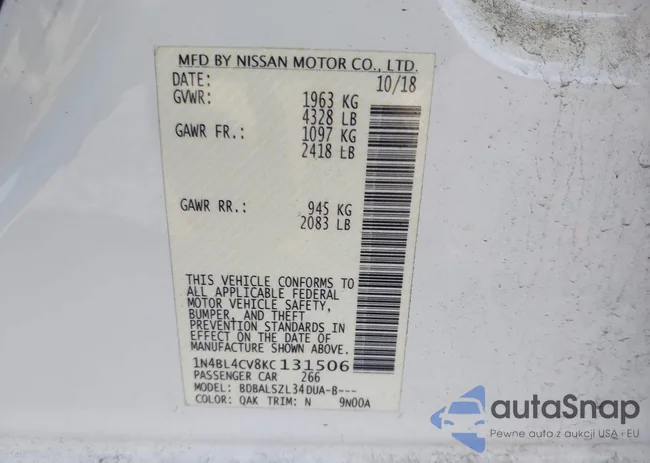 MFD BY NISSAN MOTOR CO., LTD.
DATE: 10/18
GVWR: 1963 KG
4328 LB
GAWR FR.: 1097 KG
2418 LB
GAWR RR.: 945 KG
2083 LB
THIS VEHICLE CONFORMS TO
ALL APPLICABLE FEDERAL
MOTOR VEHICLE SAFETY,
BUMPER, AND THEFT
PREVENTION STANDARDS IN
EFFECT ON THE DATE OF
MANUFACTURE SHOWN ABOVE.
1N4BL4CV8KC131506
PASSENGER CAR 266
MODEL: BDBALSZL34DUA-B---
COLOR: QAK TRIM: N 9N00A
autoSnap
Pewne auto z aukcji USA i EU